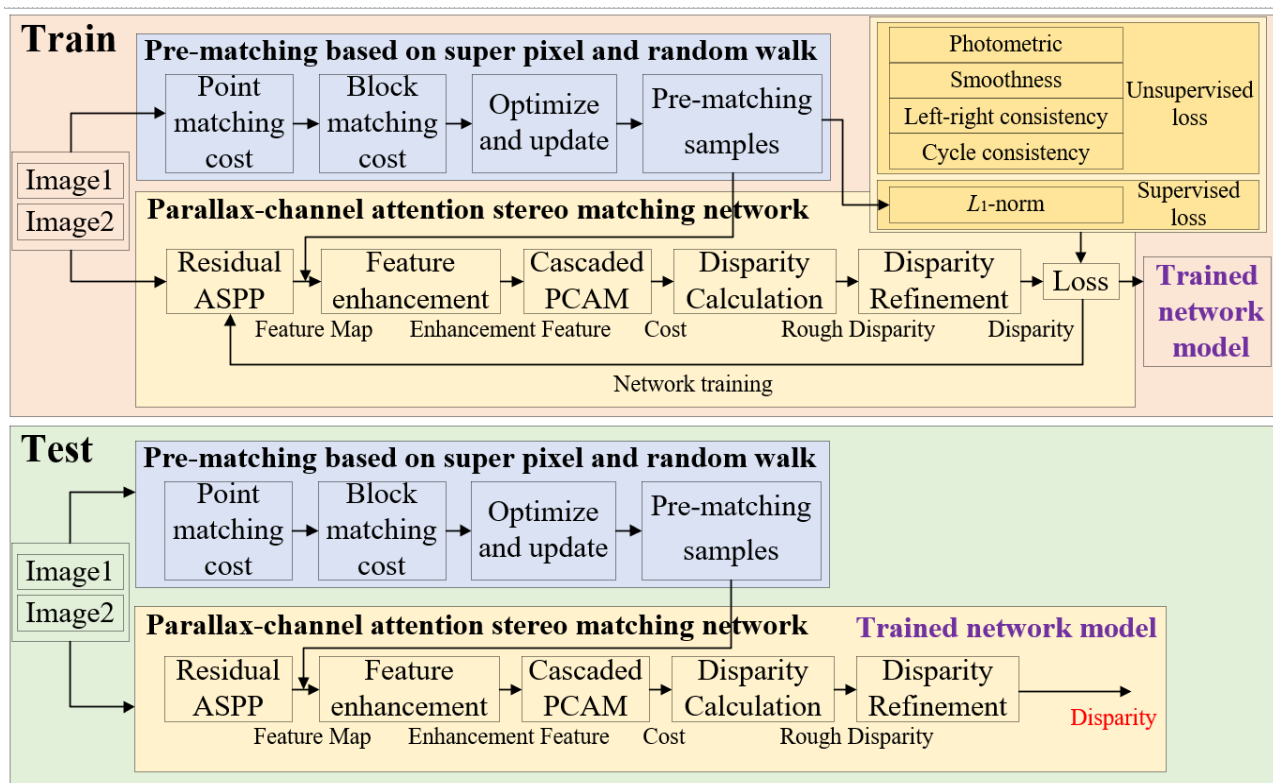 Train
Pre-matching based on super pixel and random walk
Point
matching
cost
Block
matching
cost
Optimize
and update
Pre-matching
samples
Photometric
Smoothness
Left-right consistency
Cycle consistency
Unsupervised
loss
L₁-norm
Supervised
loss
Image1
Image2
Parallax-channel attention stereo matching network
Residual
ASPP
Feature
enhancement
Cascaded
PCAM
Disparity
Calculation
Disparity
Refinement
Loss
Feature Map
Enhancement Feature
Cost
Rough Disparity
Disparity
Network training
Trained
network
model
Test
Pre-matching based on super pixel and random walk
Point
matching
cost
Block
matching
cost
Optimize
and update
Pre-matching
samples
Image1
Image2
Parallax-channel attention stereo matching network
Trained network model
Residual
ASPP
Feature
enhancement
Cascaded
PCAM
Disparity
Calculation
Disparity
Refinement
Disparity
Feature Map
Enhancement Feature
Cost
Rough Disparity